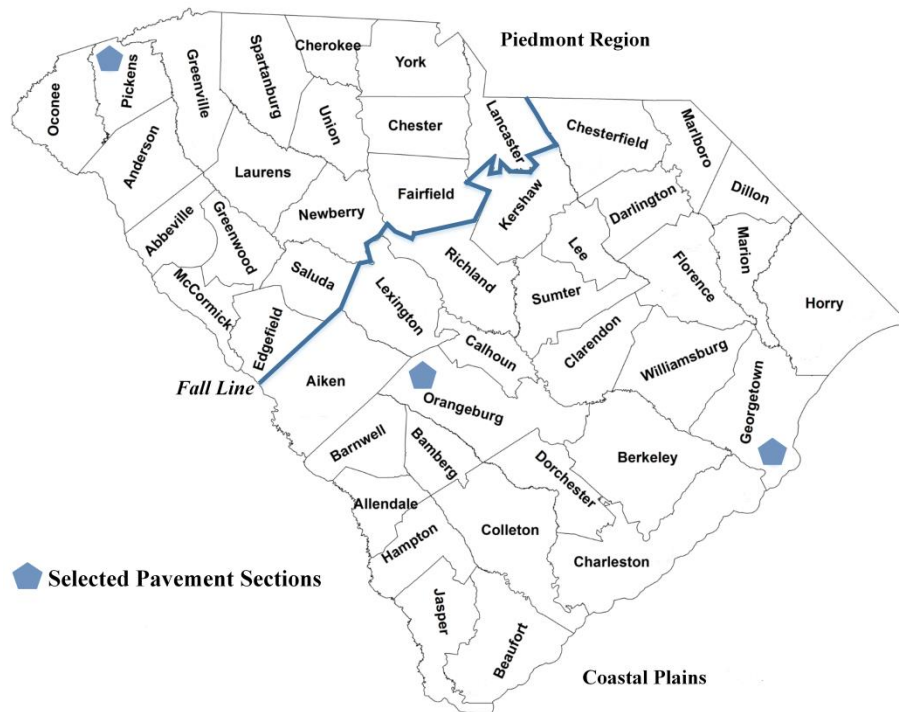 Piedmont Region
Cherokee
York
Spartanburg
Greenville
Pickens
Oconee
Union
Chester
Lancaster
Chesterfield
Marlboro
Anderson
Laurens
Fairfield
Kershaw
Darlington
Dillon
Newberry
Abbeville
Greenwood
Lee
Marion
Florence
Richland
Saluda
McCormick
Lexington
Sumter
Horry
Edgefield
Calhoun
Clarendon
Williamsburg
Fall Line
Aiken
Orangeburg
Georgetown
Barnwell
Bamberg
Berkeley
Dorchester
Allendale
Hampton
Colleton
Charleston
Selected Pavement Sections
Jasper
Beaufort
Coastal Plains